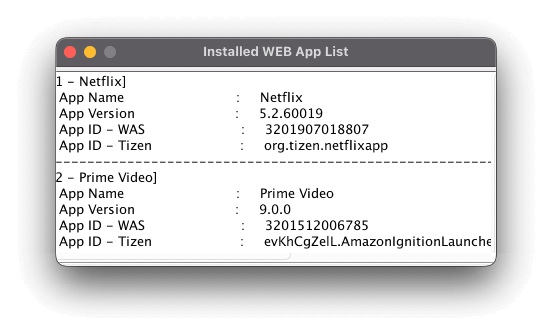 Installed WEB App List
1 - Netflix]
App Name : Netflix
App Version : 5.2.60019
App ID - WAS : 3201907018807
App ID - Tizen : org.tizen.netflixapp
2 - Prime Video]
App Name : Prime Video
App Version : 9.0.0
App ID - WAS : 3201512006785
App ID - Tizen : evKhCgZelL.AmazonIgnitionLaunche